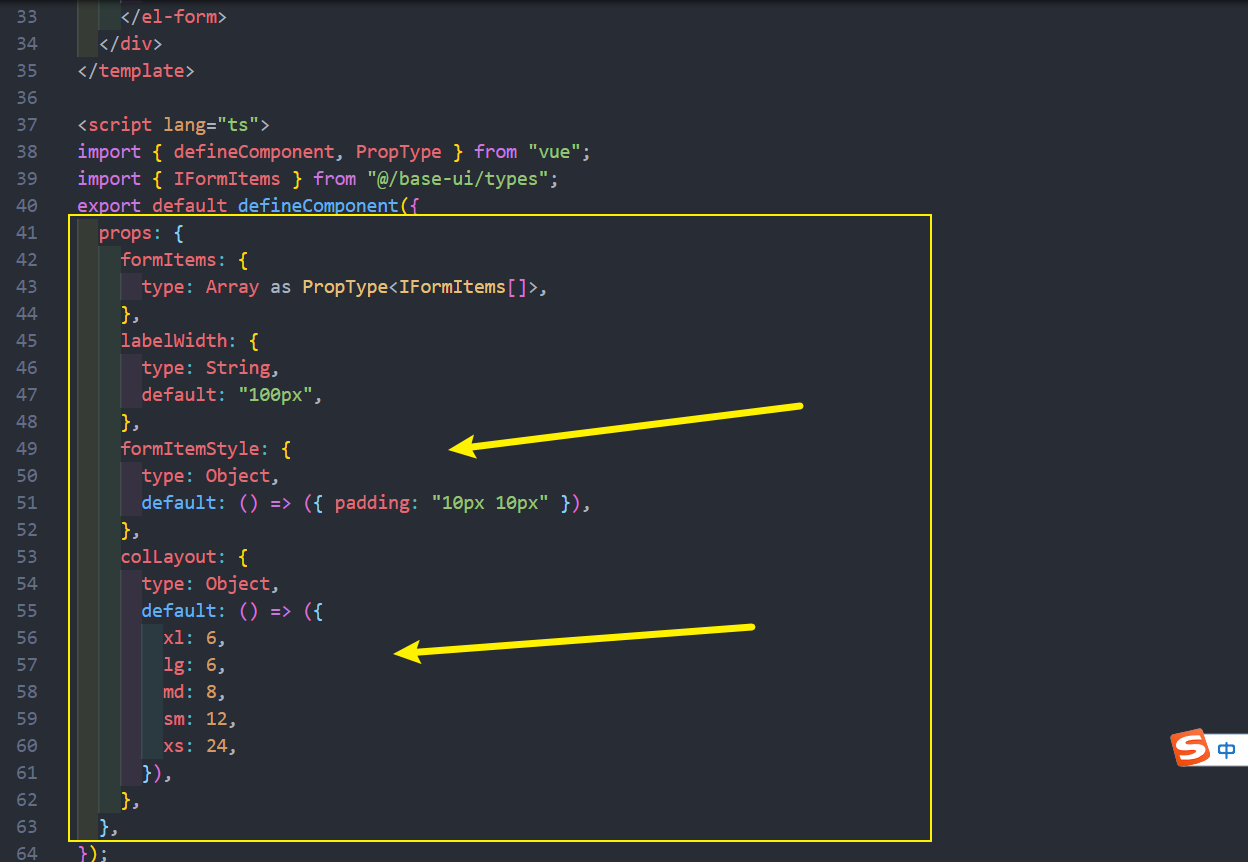 33 </el-form>
34 </div>
35 </template>
36
37 <script lang="ts">
38 import { defineComponent, PropType } from "vue";
39 import { IFormItems } from "@/base-ui/types";
40 export default defineComponent({
41 props: {
42 formItems: {
43 type: Array as PropType<IFormItems[]>,
44 },
45 labelWidth: {
46 type: String,
47 default: "100px",
48 },
49 formItemStyle: {
50 type: Object,
51 default: () => ({ padding: "10px 10px" }),
52 },
53 colLayout: {
54 type: Object,
55 default: () => ({
56 xl: 6,
57 lg: 6,
58 md: 8,
59 sm: 12,
60 xs: 24,
61 }),
62 },
63 },
64 });
S 中